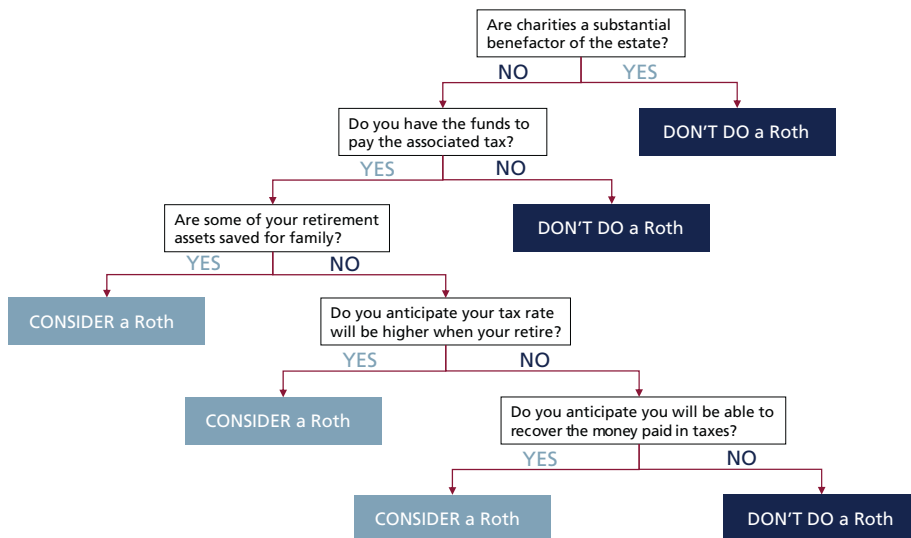 Are charities a substantial
benefactor of the estate?
NO
YES
Do you have the funds to
pay the associated tax?
DON'T DO a Roth
YES
NO
Are some of your retirement
assets saved for family?
DON'T DO a Roth
YES
NO
CONSIDER a Roth
Do you anticipate your tax rate
will be higher when your retire?
YES
NO
CONSIDER a Roth
Do you anticipate you will be able to
recover the money paid in taxes?
YES
NO
CONSIDER a Roth
DON'T DO a Roth